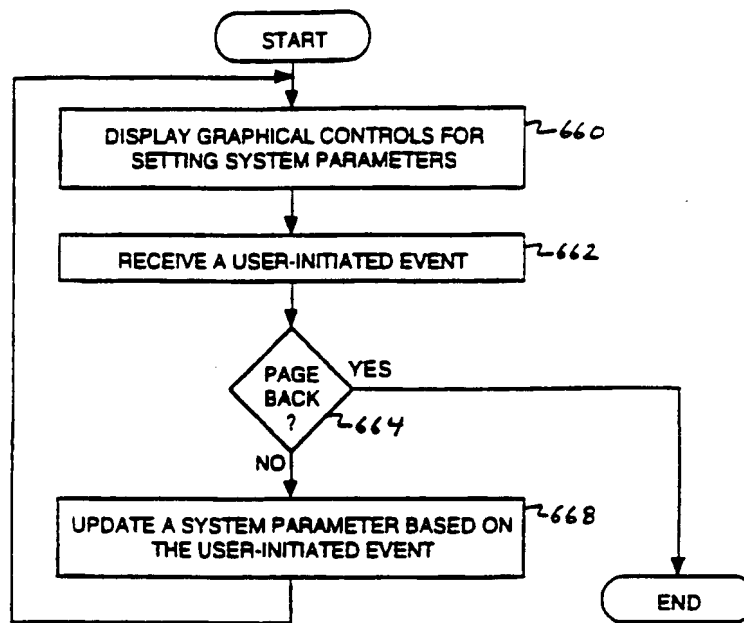 START
DISPLAY GRAPHICAL CONTROLS FOR
SETTING SYSTEM PARAMETERS
660
RECEIVE A USER-INITIATED EVENT
662
PAGE
BACK
?
YES
664
NO
UPDATE A SYSTEM PARAMETER BASED ON
THE USER-INITIATED EVENT
668
END